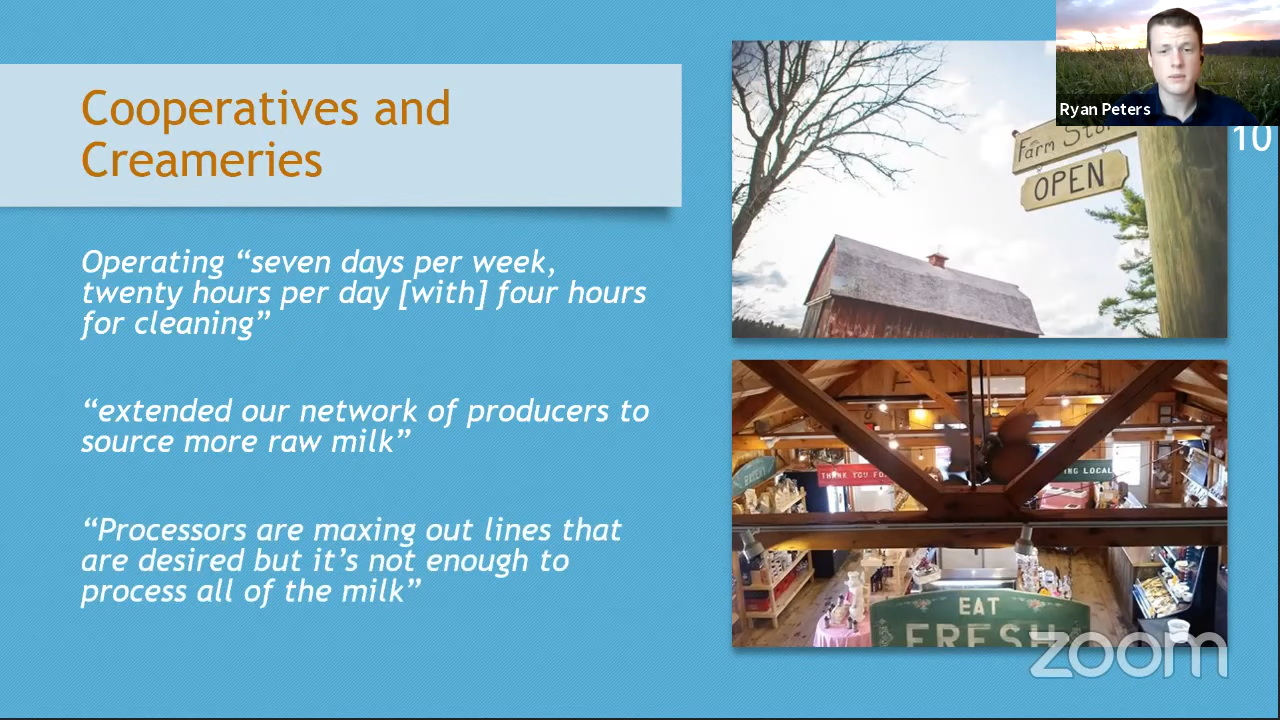 Cooperatives and
Creameries
Operating “seven days per week,
twenty hours per day [with] four hours
for cleaning”
“extended our network of producers to
source more raw milk”
“Processors are maxing out lines that
are desired but it’s not enough to
process all of the milk”
Ryan Peters
10
Farm
OPEN
THANK YOU
LOCAL
EAT
FRESH
zoom